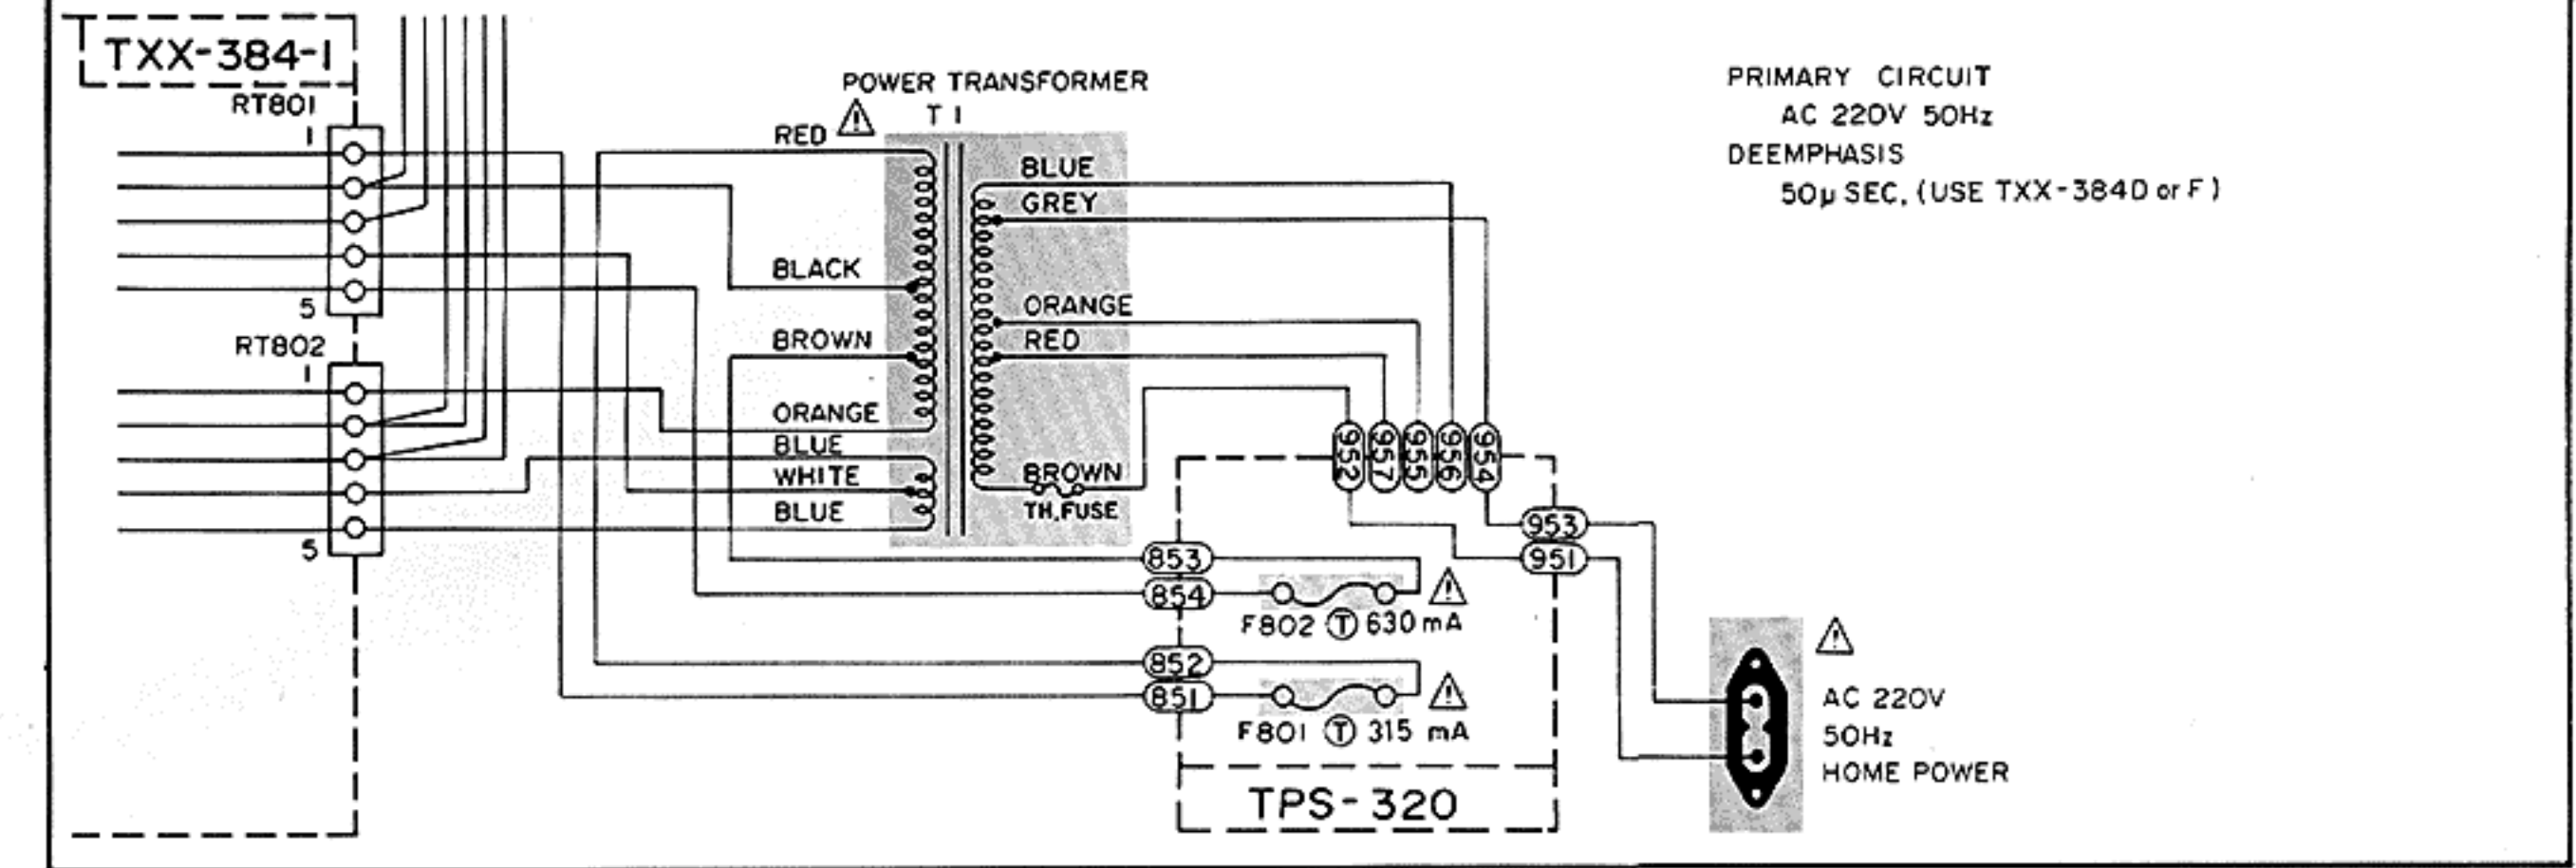 TXX-384-1
RT801
1
5
RT802
1
5
POWER TRANSFORMER
T 1
RED
BLACK
BROWN
ORANGE
BLUE
WHITE
BLUE
BLUE
GREY
ORANGE
RED
BROWN
TH.FUSE
952
957
955
956
954
953
951
853
854
F802 Ⓣ 630 mA
852
851
F801 Ⓣ 315 mA
TPS-320
PRIMARY CIRCUIT
AC 220V 50Hz
DEEMPHASIS
50μ SEC, (USE TXX-384D or F)
AC 220V
50Hz
HOME POWER